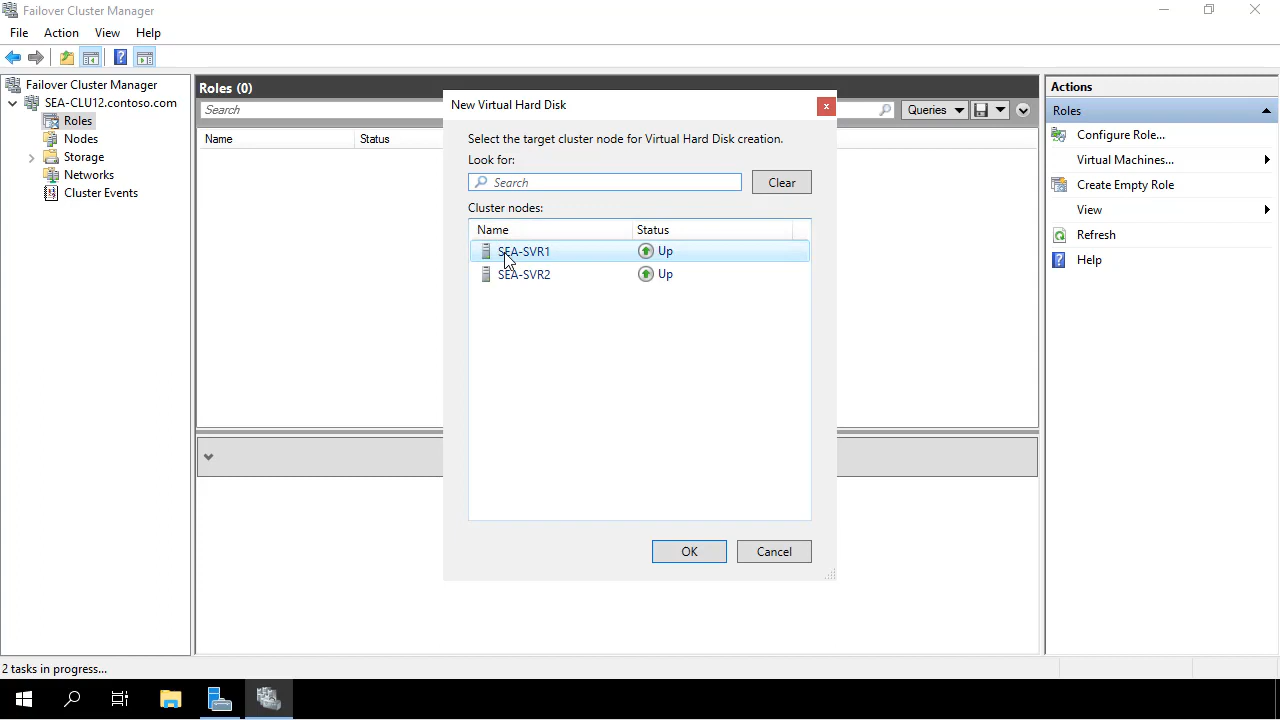 Failover Cluster Manager
File Action View Help
Failover Cluster Manager
SEA-CLU12.contoso.com
Roles
Nodes
Storage
Networks
Cluster Events
Roles (0)
Search
Queries
Name Status
New Virtual Hard Disk
Select the target cluster node for Virtual Hard Disk creation.
Look for:
Search
Clear
Cluster nodes:
Name Status
SEA-SVR1 Up
SEA-SVR2 Up
OK Cancel
Actions
Roles
Configure Role...
Virtual Machines...
Create Empty Role
View
Refresh
Help
2 tasks in progress...